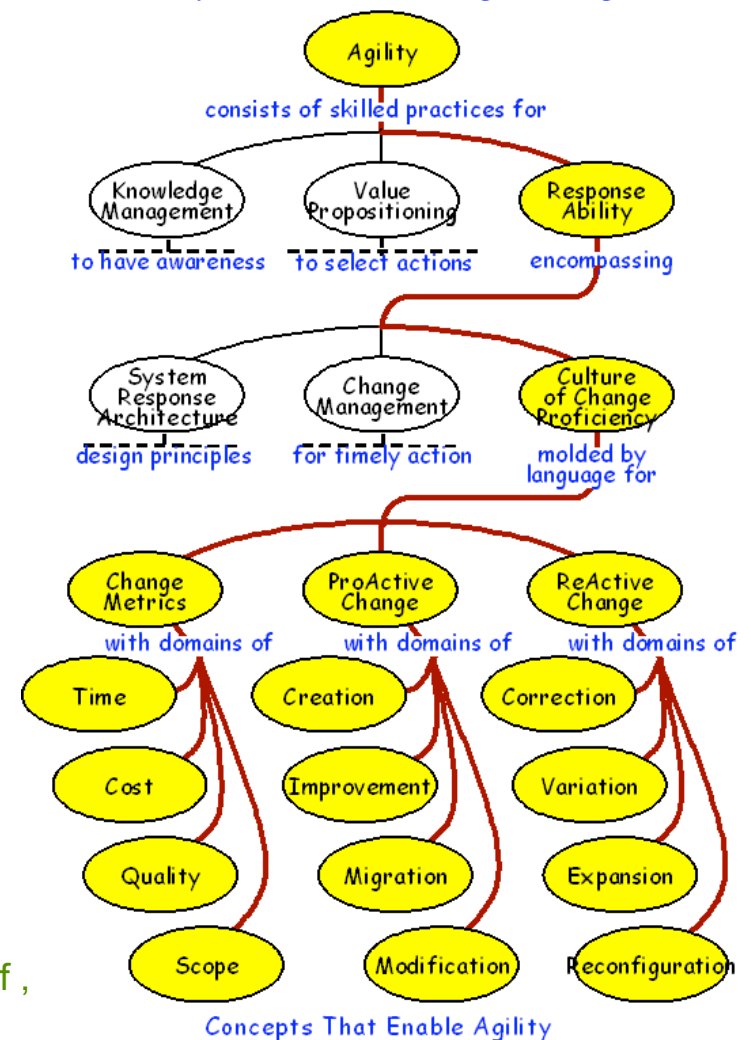 Agility
consists of skilled practices for
Knowledge
Management
Value
Propositioning
Response
Ability
to have awareness
to select actions
encompassing
System
Response
Architecture
Change
Management
Culture
of Change
Proficiency
design principles
for timely action
molded by
language for
Change
Metrics
ProActive
Change
ReActive
Change
with domains of
with domains of
with domains of
Time
Creation
Correction
Cost
Improvement
Variation
Quality
Migration
Expansion
Scope
Modification
Reconfiguration
f ,
Concepts That Enable Agility